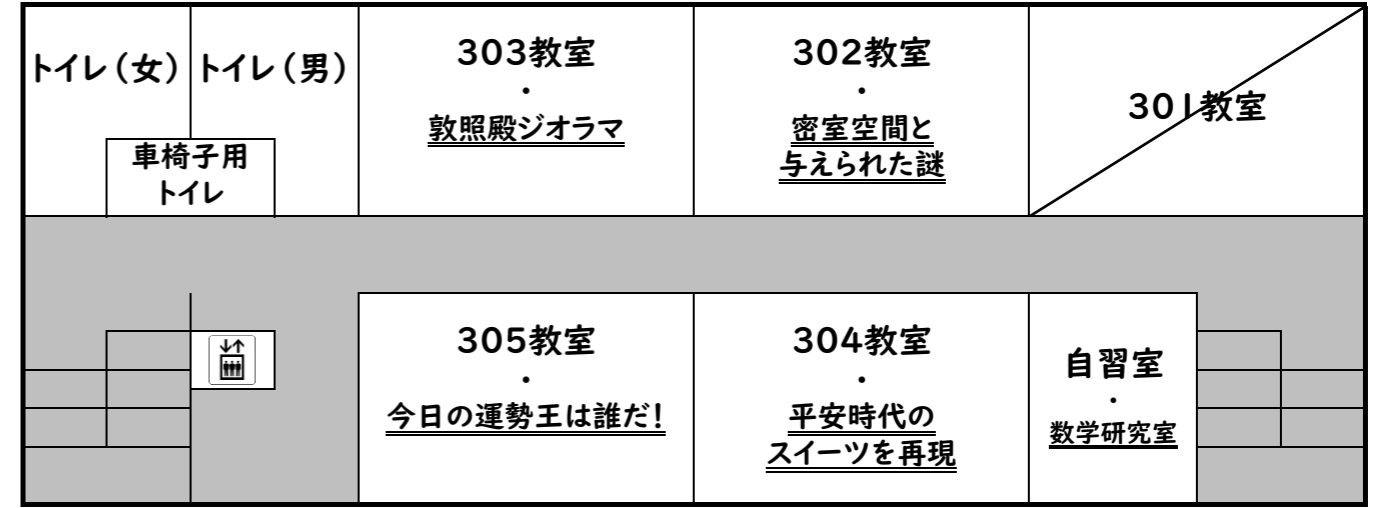 トイレ(女)
トイレ(男)
車椅子用
トイレ
303教室
・
敦照殿ジオラマ
302教室
・
密室空間と
与えられた謎
301教室
305教室
・
今日の運勢王は誰だ!
304教室
・
平安時代の
スイーツを再現
自習室
・
数学研究室